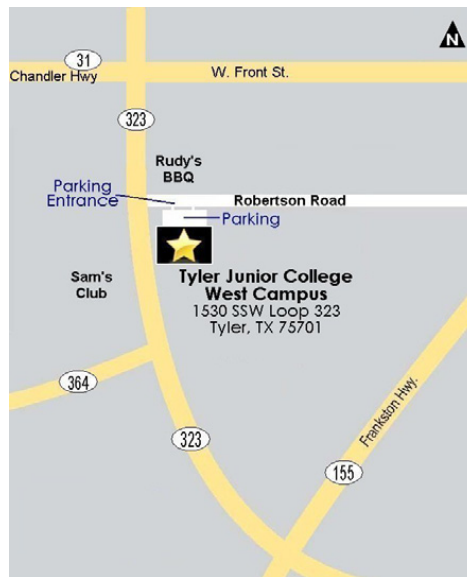 N
31
Chandler Hwy
W. Front St.
323
Rudy's
BBQ
Parking
Entrance
Robertson Road
Parking
Tyler Junior College
West Campus
1530 SSW Loop 323
Tyler, TX 75701
Sam's
Club
364
323
Frankston Hwy.
155